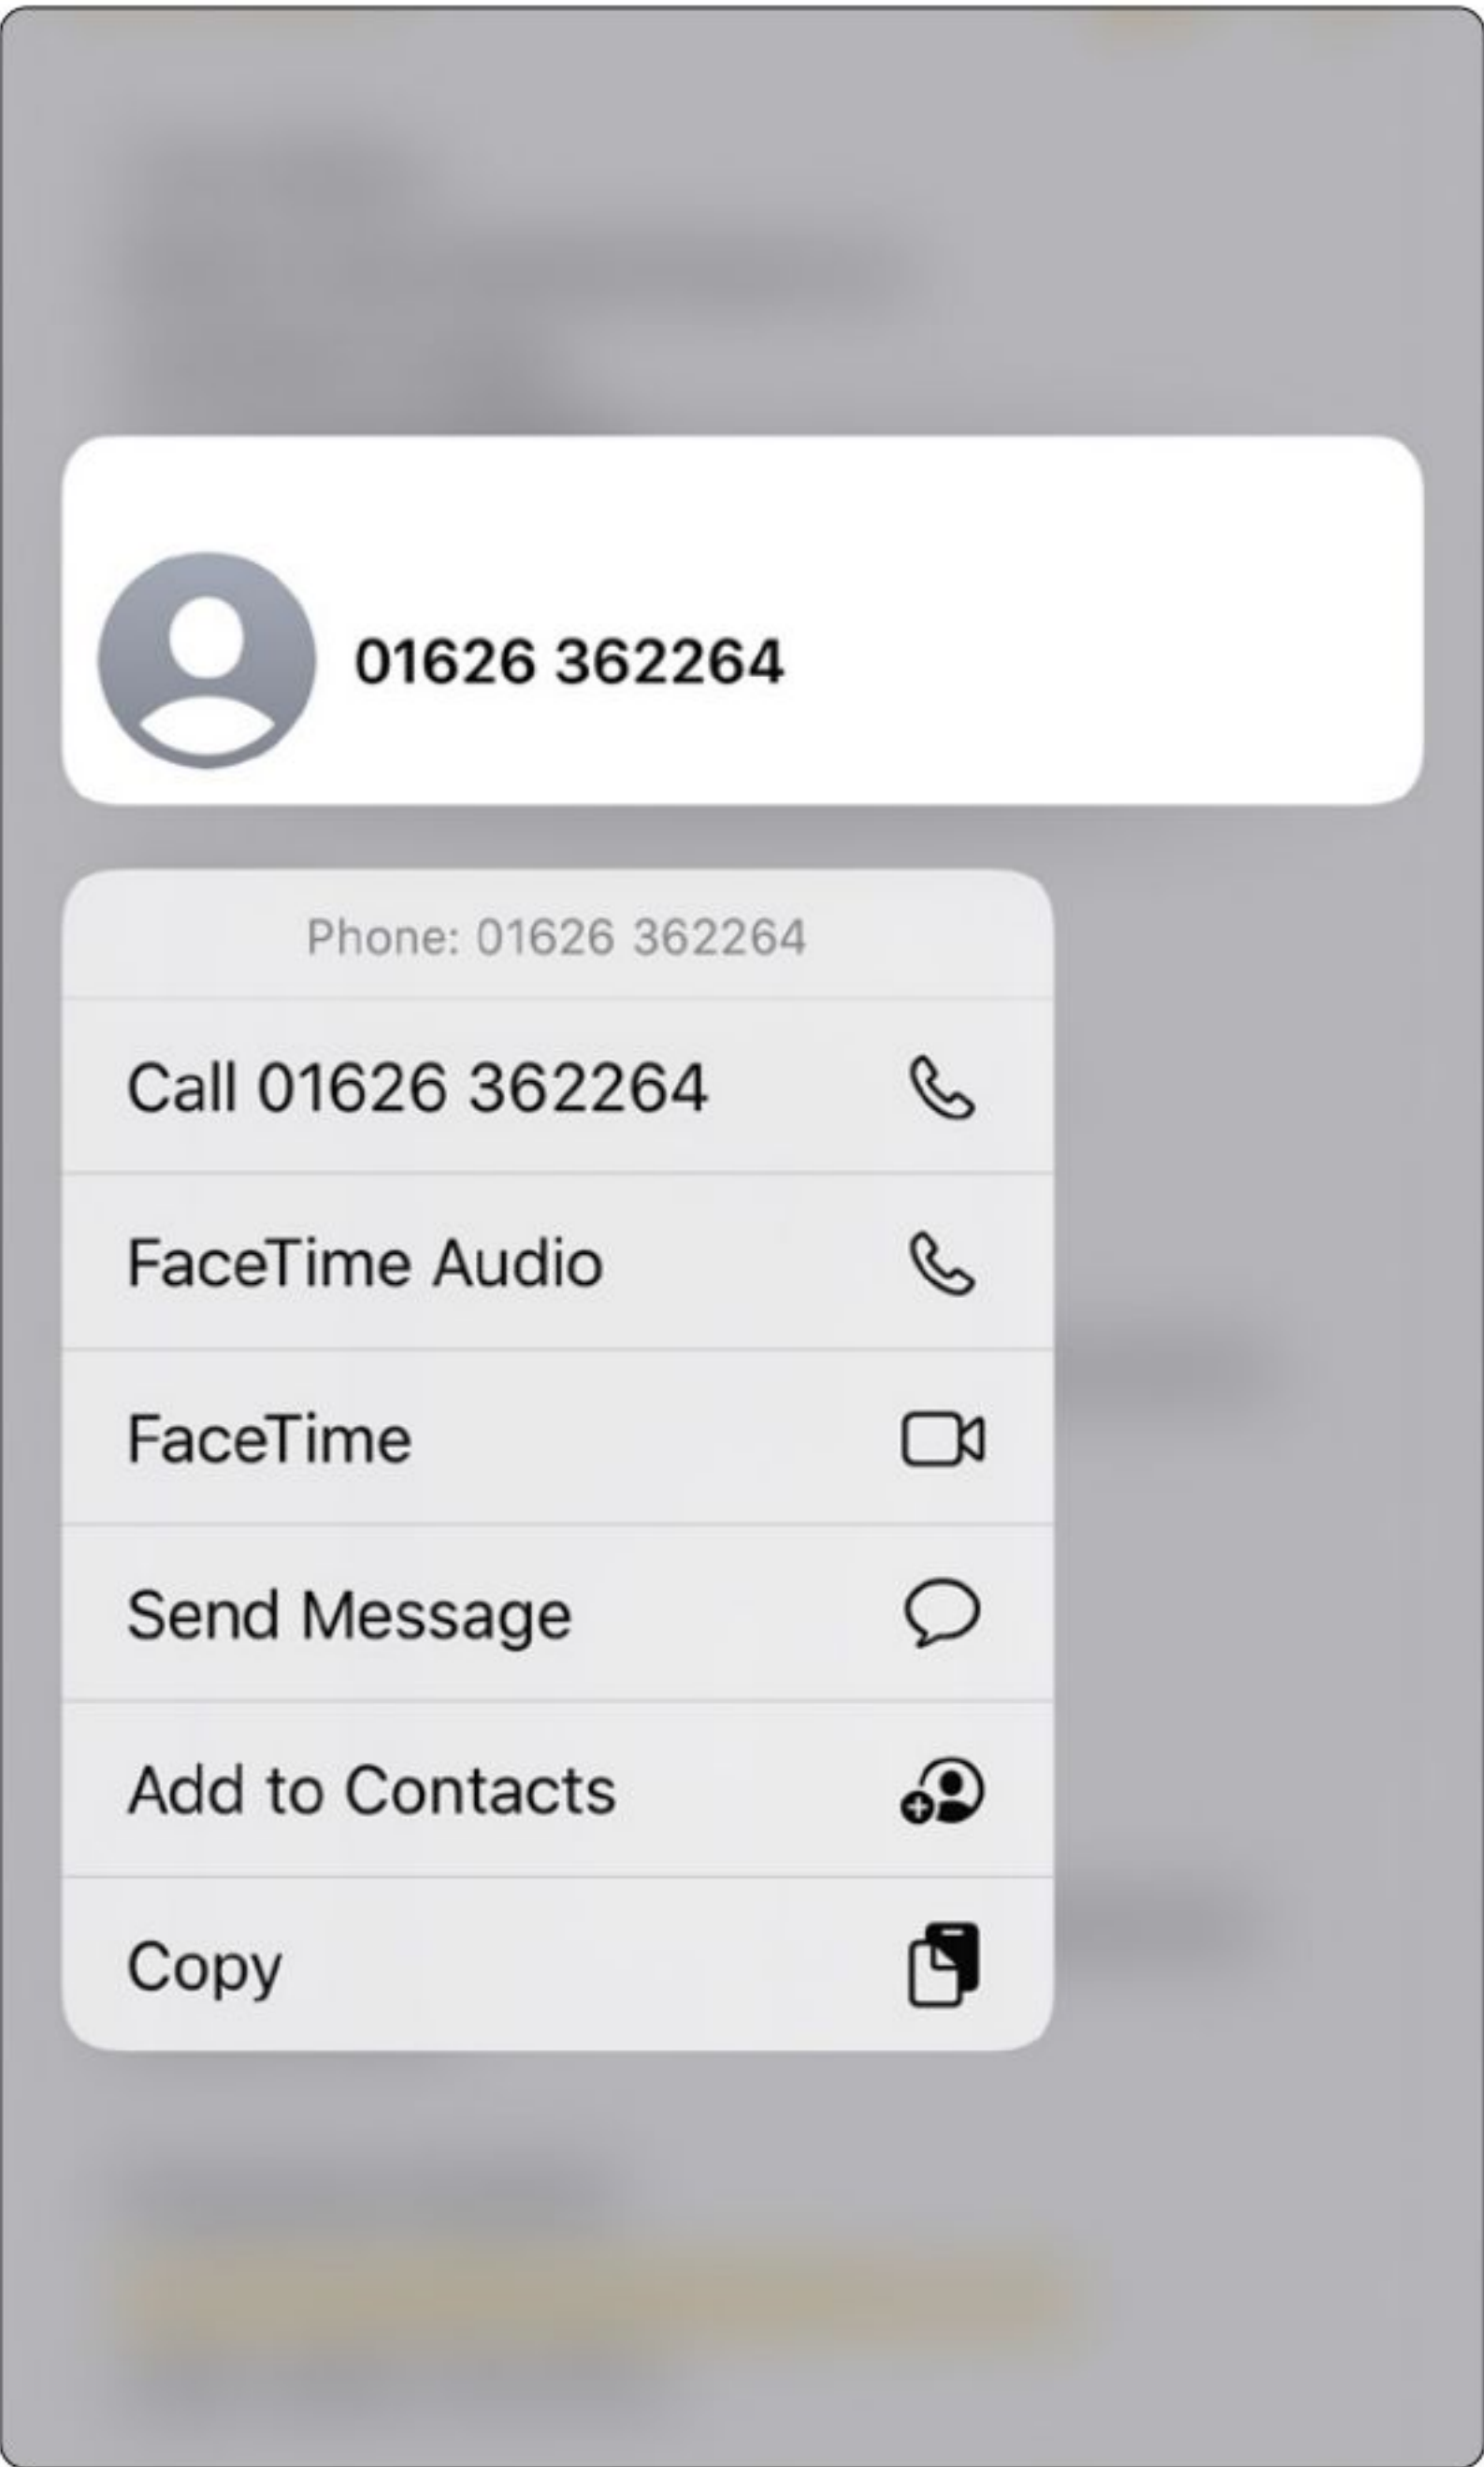 01626 362264
Phone: 01626 362264
Call 01626 362264
FaceTime Audio
FaceTime
Send Message
Add to Contacts
Copy